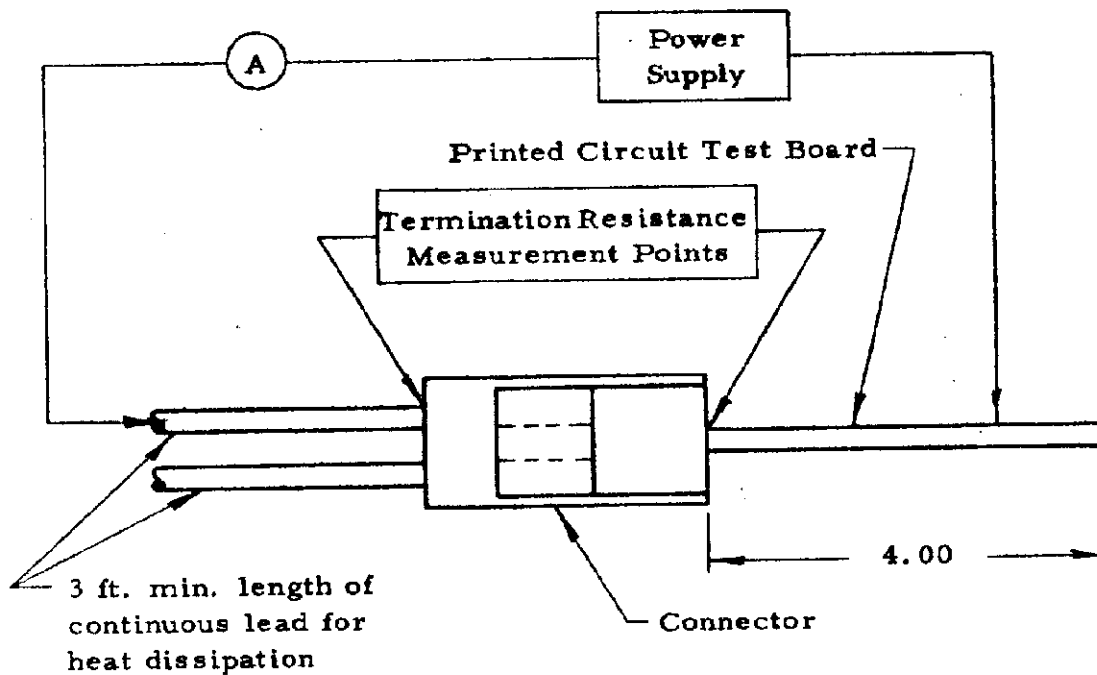 A
Power
Supply
Printed Circuit Test Board
Termination Resistance
Measurement Points
4.00
3 ft. min. length of
continuous lead for
heat dissipation
Connector